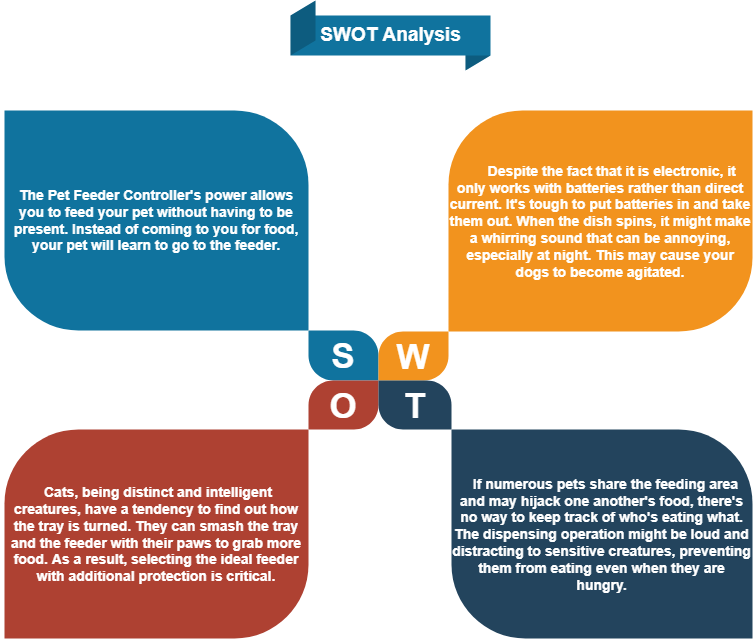 SWOT Analysis
The Pet Feeder Controller's power allows
you to feed your pet without having to be
present. Instead of coming to you for food,
your pet will learn to go to the feeder.
Despite the fact that it is electronic, it
only works with batteries rather than direct
current. It's tough to put batteries in and take
them out. When the dish spins, it might make
a whirring sound that can be annoying,
especially at night. This may cause your
dogs to become agitated.
S
W
O
T
Cats, being distinct and intelligent
creatures, have a tendency to find out how
the tray is turned. They can smash the tray
and the feeder with their paws to grab more
food. As a result, selecting the ideal feeder
with additional protection is critical.
If numerous pets share the feeding area
and may hijack one another's food, there's
no way to keep track of who's eating what.
The dispensing operation might be loud and
distracting to sensitive creatures, preventing
them from eating even when they are
hungry.